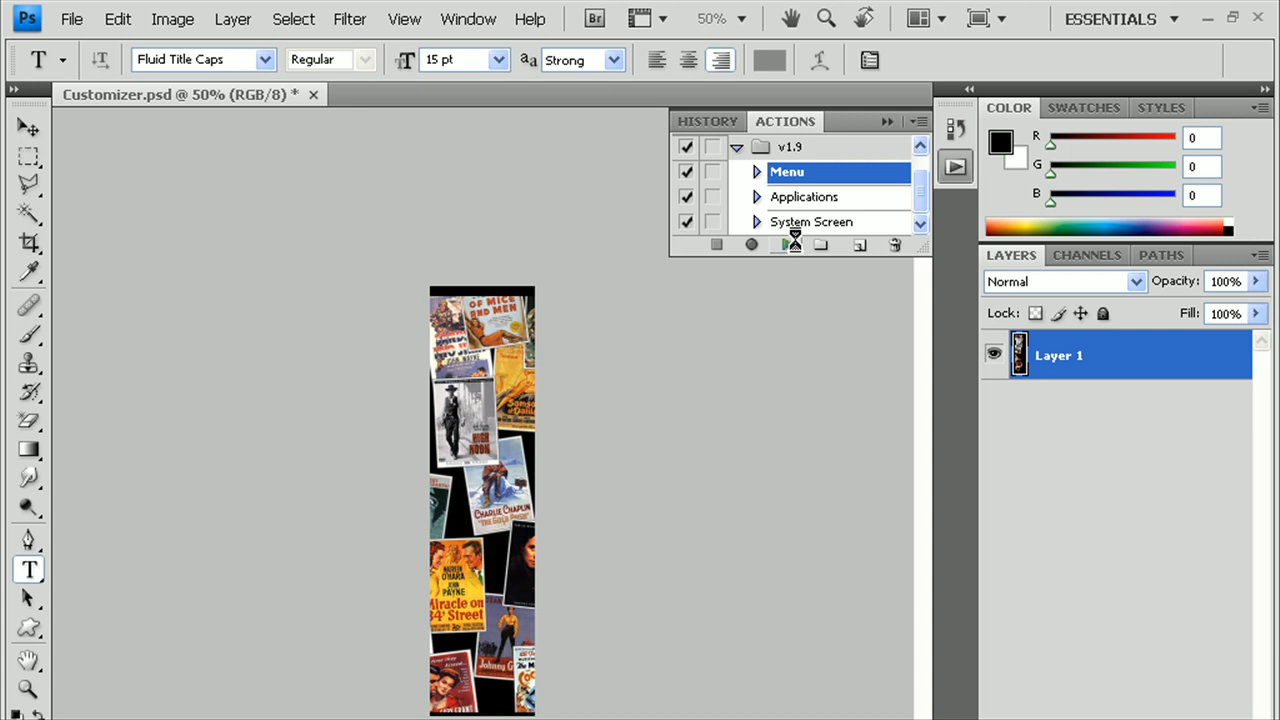 Ps File Edit Image Layer Select Filter View Window Help Br 50% ESSENTIALS
T Fluid Title Caps Regular 15 pt Strong
Customizer.psd @ 50% (RGB/8) *
HISTORY ACTIONS
v1.9
Menu
Applications
System Screen
COLOR SWATCHES STYLES
R 0
G 0
B 0
LAYERS CHANNELS PATHS
Normal Opacity: 100%
Lock: Fill: 100%
Layer 1
OF MICE
AND MEN
HIGH
NOON
CHARLIE CHAPLIN
"THE GOLD RUSH"
MAUREEN
O'HARA
JOHN
PAYNE
Miracle on
34th Street
Johnny G